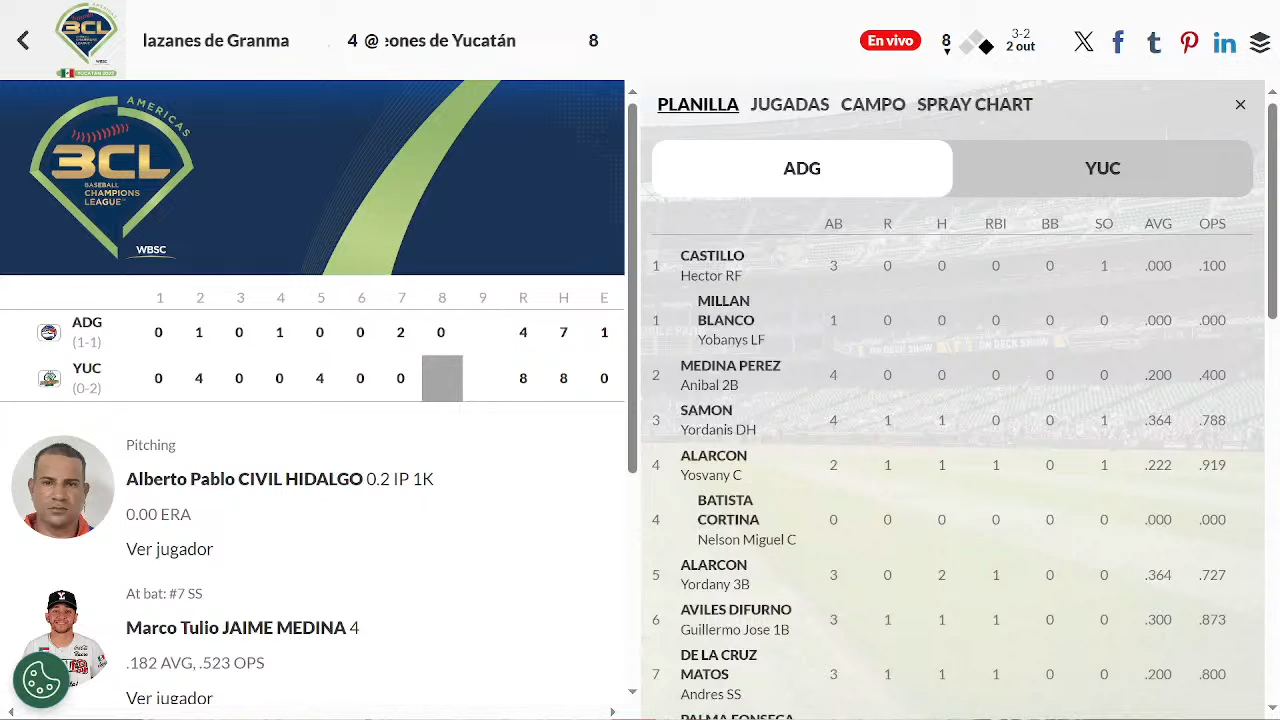 3CL
AMERICAS
BASEBALL
CHAMPIONS
LEAGUE
WBSC
YUCATÁN 2023
lazanes de Granma 4 @ eones de Yucatán 8
En vivo
8
3-2
2 out
PLANILLA JUGADAS CAMPO SPRAY CHART ×
AMERICAS
BCL
BASEBALL
CHAMPIONS
LEAGUE
WBSC
1 2 3 4 5 6 7 8 9 R H E
ADG 0 1 0 1 0 0 2 0 4 7 1
(1-1)
YUC 0 4 0 0 4 0 0 8 8 0
(0-2)
Pitching
Alberto Pablo CIVIL HIDALGO 0.2 IP 1K
0.00 ERA
Ver jugador
At bat: #7 SS
Marco Tulio JAIME MEDINA 4
.182 AVG, .523 OPS
Ver jugador
ADG YUC
AB R H RBI BB SO AVG OPS
1 CASTILLO Hector RF 3 0 0 0 0 1 .000 .100
1 MILLAN BLANCO Yobanys LF 1 0 0 0 0 0 .000 .000
2 MEDINA PEREZ Anibal 2B 4 0 0 0 0 0 .200 .400
3 SAMON Yordanis DH 4 1 1 0 0 1 .364 .788
4 ALARCON Yosvany C 2 1 1 1 0 1 .222 .919
4 BATISTA CORTINA Nelson Miguel C 0 0 0 0 0 0 .000 .000
5 ALARCON Yordany 3B 3 0 2 1 0 0 .364 .727
6 AVILES DIFURNO Guillermo Jose 1B 3 1 1 1 0 0 .300 .873
7 DE LA CRUZ MATOS Andres SS 3 1 1 1 0 0 .200 .800
PALMA FONSECA